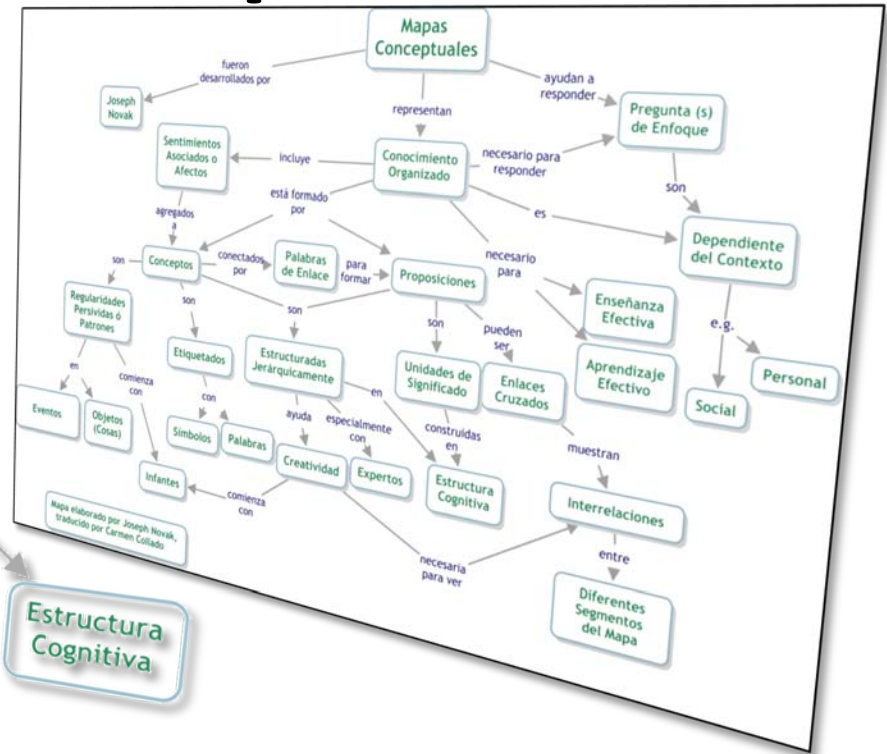 Mapas
Conceptuales
fueron
desarrollados por
ayudan a
responder
Joseph
Novak
representan
Pregunta (s)
de Enfoque
Sentimientos
Asociados o
Afectos
incluye
Conocimiento
Organizado
necesario para
responder
son
está formado
por
es
agregados
a
Dependiente
del Contexto
necesario
para
son
Conceptos
conectados
por
Palabras
de Enlace
para
formar
Proposiciones
Enseñanza
Efectiva
e.g.
Regularidades
Persividas ó
Patrones
son
son
son
pueden
ser
Etiquetados
Estructuradas
Jerárquicamente
Unidades de
Significado
Enlaces
Cruzados
Aprendizaje
Efectivo
Personal
Social
en
comienza
con
con
ayuda
especialmente
con
en
construidas
en
muestran
Eventos
Objetos
(Cosas)
Símbolos
Palabras
Creatividad
Expertos
Estructura
Cognitiva
Infantes
comienza
con
Interrelaciones
Mapa elaborado por Joseph Novak,
traducido por Carmen Collado
necesaria
para ver
entre
Diferentes
Segmentos
del Mapa
Estructura
Cognitiva